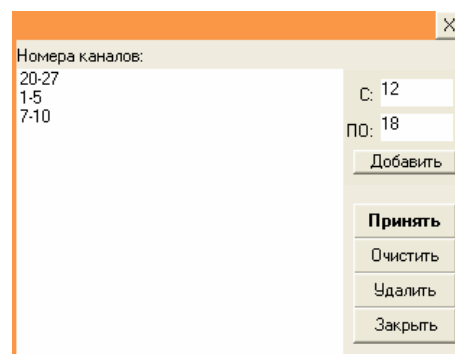 X
Номера каналов:
20-27
1-5
7-10
С: 12
ПО: 18
Добавить
Принять
Очистить
Удалить
Закрыть